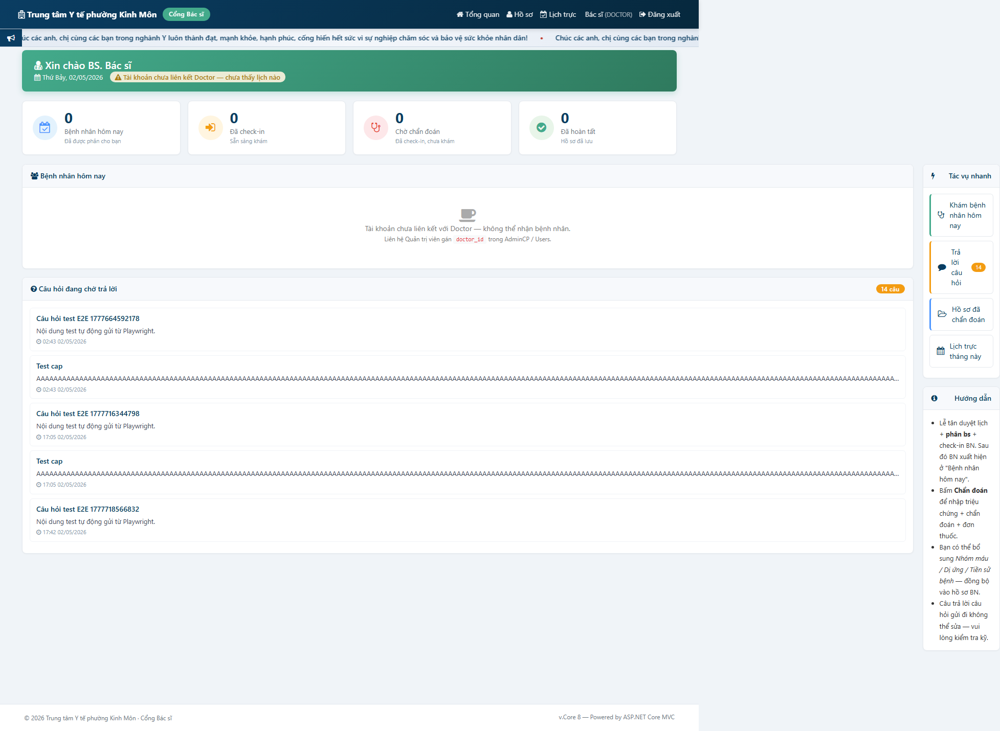 Trung tâm Y tế phường Kinh Môn
Cổng Bác sĩ
Tổng quan
Hồ sơ
Lịch trực
Bác sĩ (DOCTOR)
Đăng xuất
úc các anh, chị cùng các bạn trong nghành Y luôn thành đạt, mạnh khỏe, hạnh phúc, cống hiến hết sức vì sự nghiệp chăm sóc và bảo vệ sức khỏe nhân dân! • Chúc các anh, chị cùng các bạn trong nghành
Xin chào BS. Bác sĩ
Thứ Bảy, 02/05/2026
Tài khoản chưa liên kết Doctor — chưa thấy lịch nào
0
Bệnh nhân hôm nay
Đã được phân cho bạn
0
Đã check-in
Sẵn sàng khám
0
Chờ chẩn đoán
Đã check-in, chưa khám
0
Đã hoàn tất
Hồ sơ đã lưu
Bệnh nhân hôm nay
Tài khoản chưa liên kết với Doctor — không thể nhận bệnh nhân.
Liên hệ Quản trị viên gán doctor_id trong AdminCP / Users.
Câu hỏi đang chờ trả lời
14 câu
Câu hỏi test E2E 1777664592178
Nội dung test tự động gửi từ Playwright.
02:43 02/05/2026
Test cap
02:43 02/05/2026
Câu hỏi test E2E 1777716344798
Nội dung test tự động gửi từ Playwright.
17:05 02/05/2026
Test cap
17:05 02/05/2026
Câu hỏi test E2E 1777718566832
Nội dung test tự động gửi từ Playwright.
17:42 02/05/2026
Tác vụ nhanh
Khám bệnh
nhân hôm
nay
Trả
lời
câu
hỏi
14
Hồ sơ đã
chẩn đoán
Lịch trực
tháng này
Hướng dẫn
Lễ tân duyệt lịch
+ phân bs +
check-in BN. Sau
đó BN xuất hiện
ở "Bệnh nhân
hôm nay".
Bấm Chẩn đoán
để nhập triệu
chứng + chẩn
đoán + đơn
thuốc.
Bạn có thể bổ
sung Nhóm máu
/ Dị ứng / Tiền sử
bệnh — đồng bộ
vào hồ sơ BN.
Câu trả lời câu
hỏi gửi đi không
thể sửa — vui
lòng kiểm tra kỹ.
© 2026 Trung tâm Y tế phường Kinh Môn · Cổng Bác sĩ
v.Core 8 — Powered by ASP.NET Core MVC